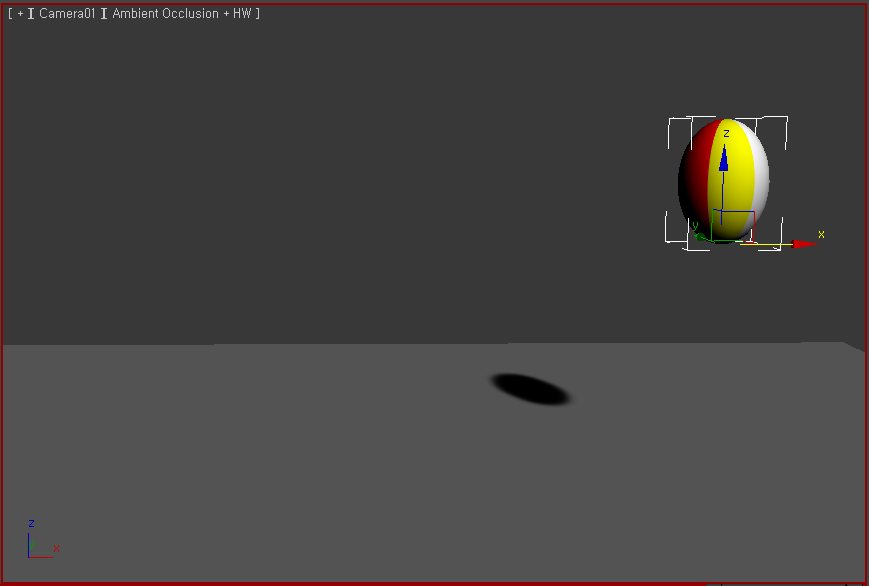 [ + ][ Camera01 ][ Ambient Occlusion + HW ]
z
y
x
z
x